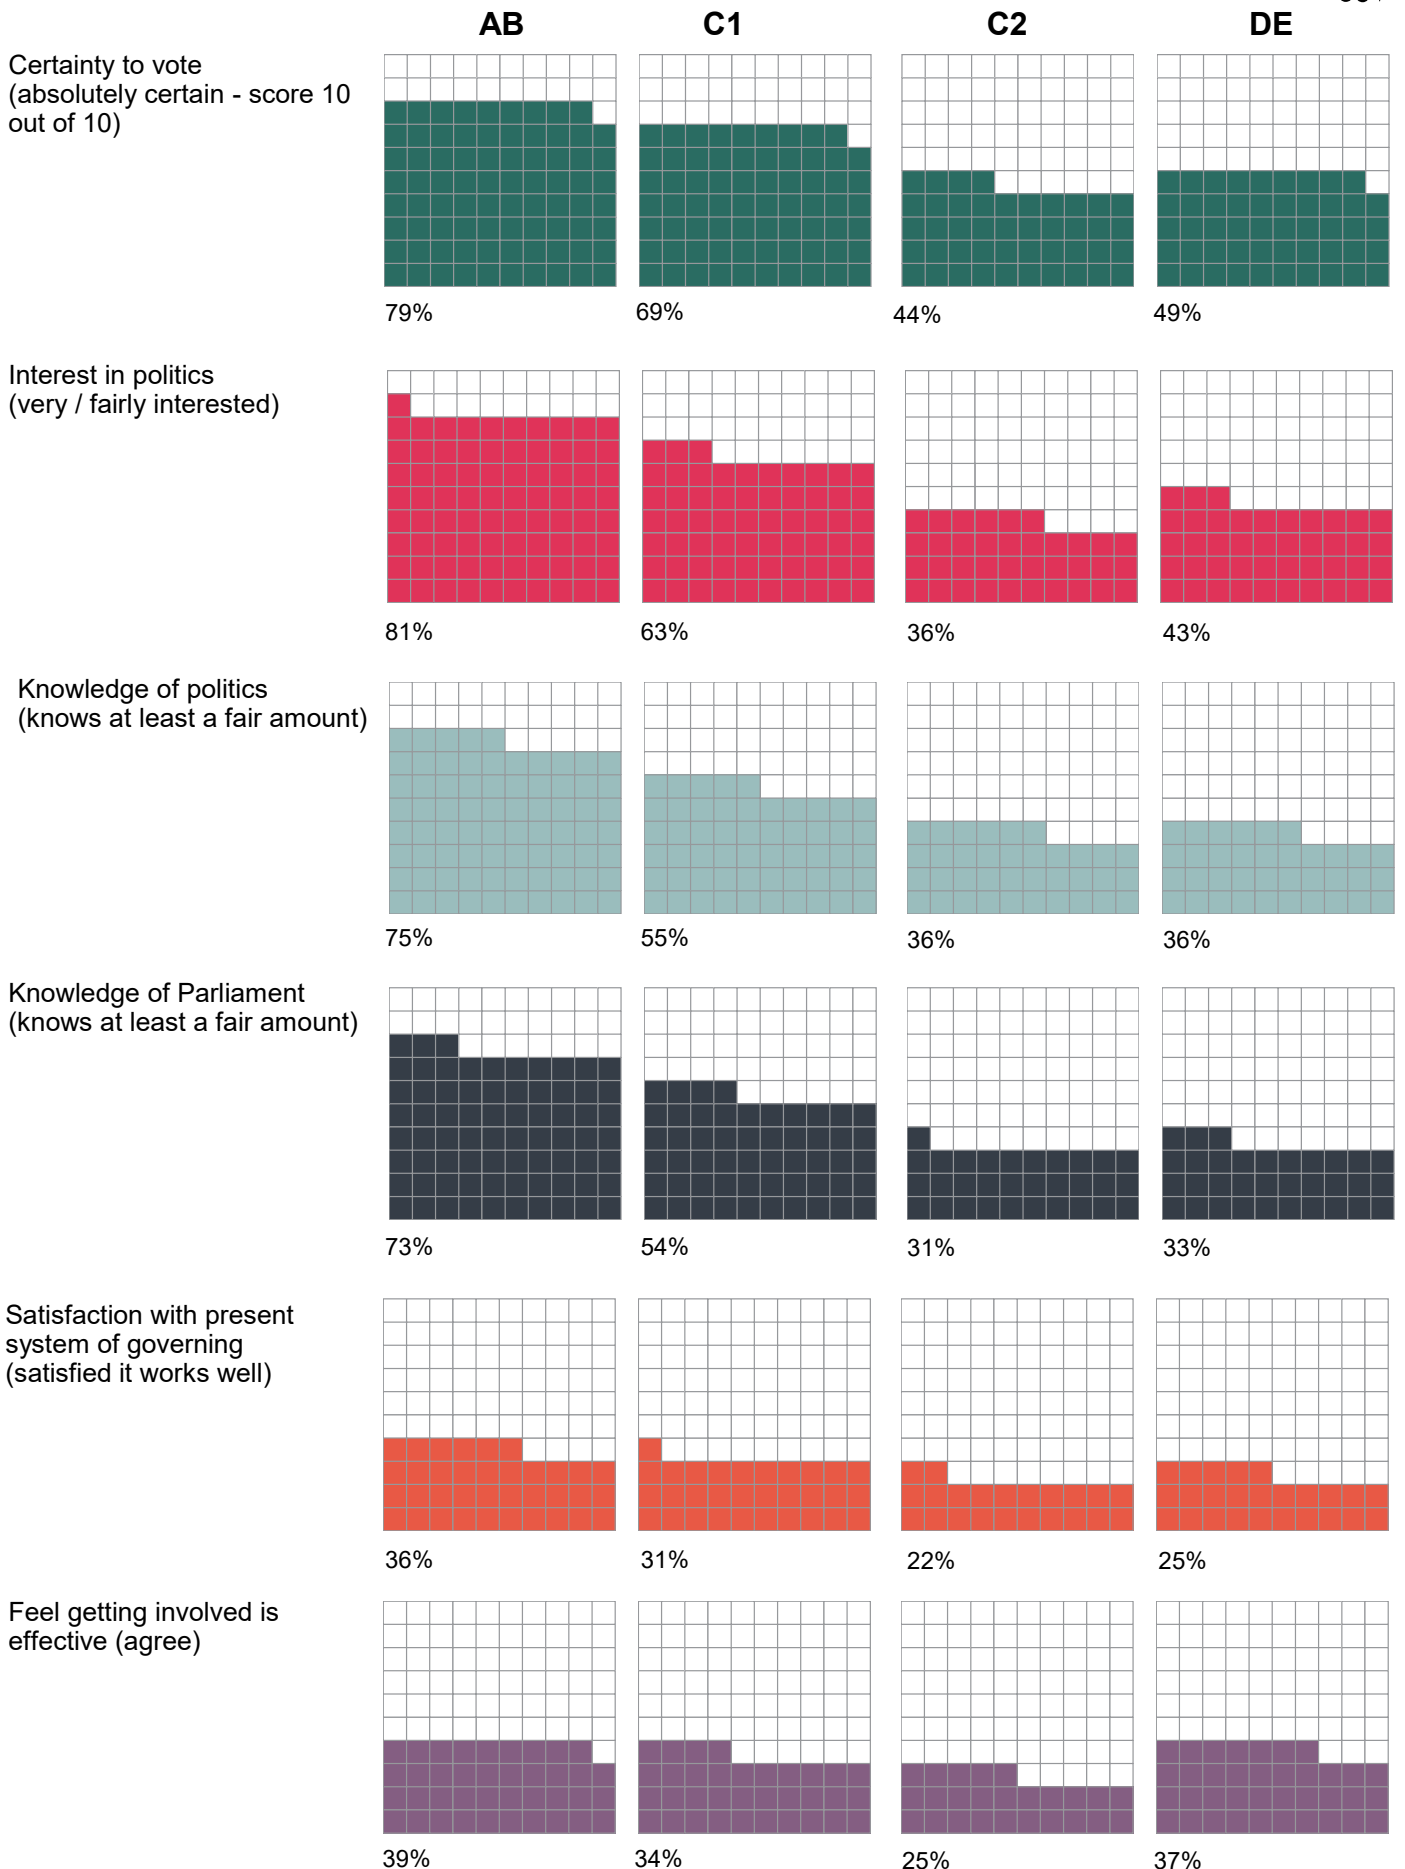 AB C1 C2 DE
Certainty to vote
(absolutely certain - score 10
out of 10)
79% 69% 44% 49%
Interest in politics
(very / fairly interested)
81% 63% 36% 43%
Knowledge of politics
(knows at least a fair amount)
75% 55% 36% 36%
Knowledge of Parliament
(knows at least a fair amount)
73% 54% 31% 33%
Satisfaction with present
system of governing
(satisfied it works well)
36% 31% 22% 25%
Feel getting involved is
effective (agree)
39% 34% 25% 37%